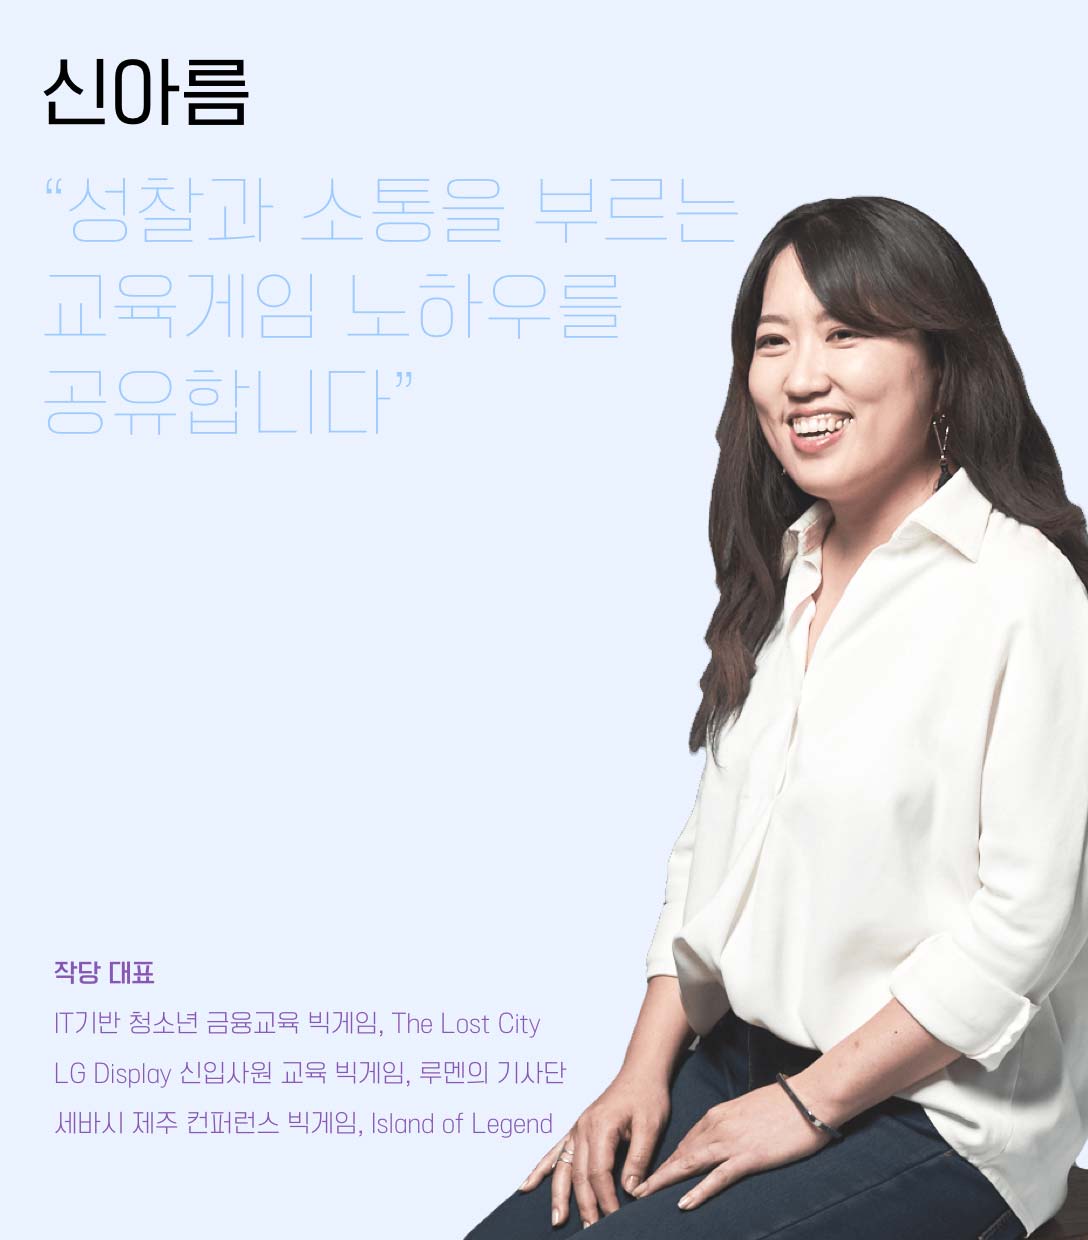 신아름
“성찰과 소통을 부르는
교육게임 노하우를
공유합니다”
작당 대표
IT기반 청소년 금융교육 빅게임, The Lost City
LG Display 신입사원 교육 빅게임, 루멘의 기사단
세바시 제주 컨퍼런스 빅게임, Island of Legend